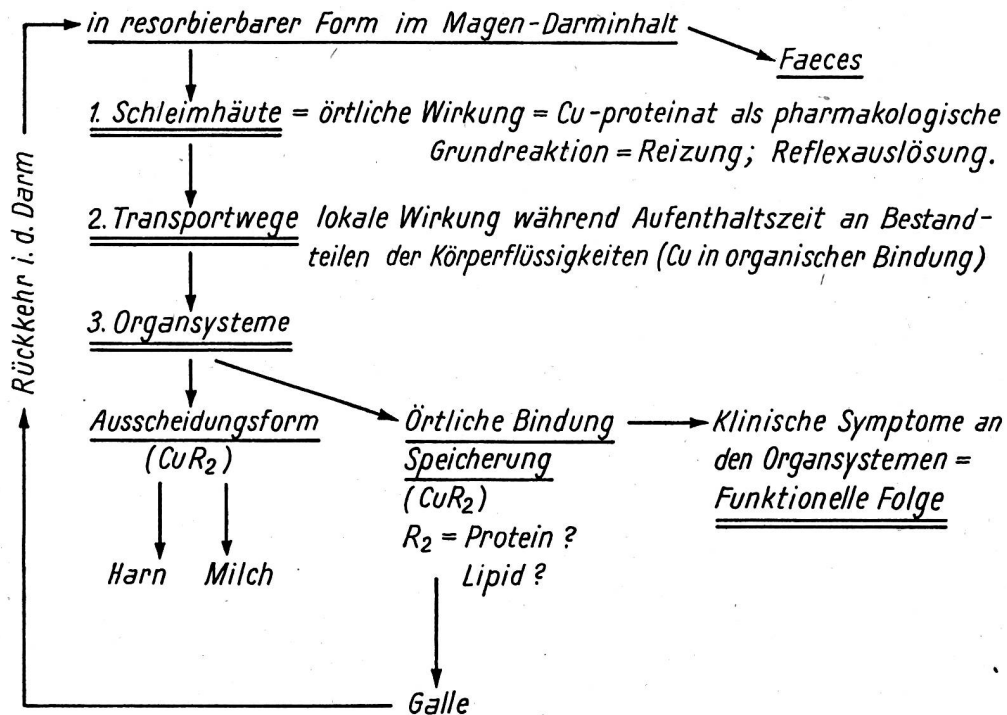 in resorbierbarer Form im Magen-Darminhalt
Faeces
1. Schleimhäute = örtliche Wirkung = Cu-proteinat als pharmakologische
Grundreaktion = Reizung; Reflexauslösung.
2. Transportwege lokale Wirkung während Aufenthaltszeit an Bestand-
teilen der Körperflüssigkeiten (Cu in organischer Bindung)
3. Organsysteme
Rückkehr i. d. Darm
Ausscheidungsform
(CuR₂)
Harn Milch
Örtliche Bindung
Speicherung
(CuR₂)
R₂ = Protein ?
Lipid ?
Klinische Symptome an
den Organsystemen =
Funktionelle Folge
Galle